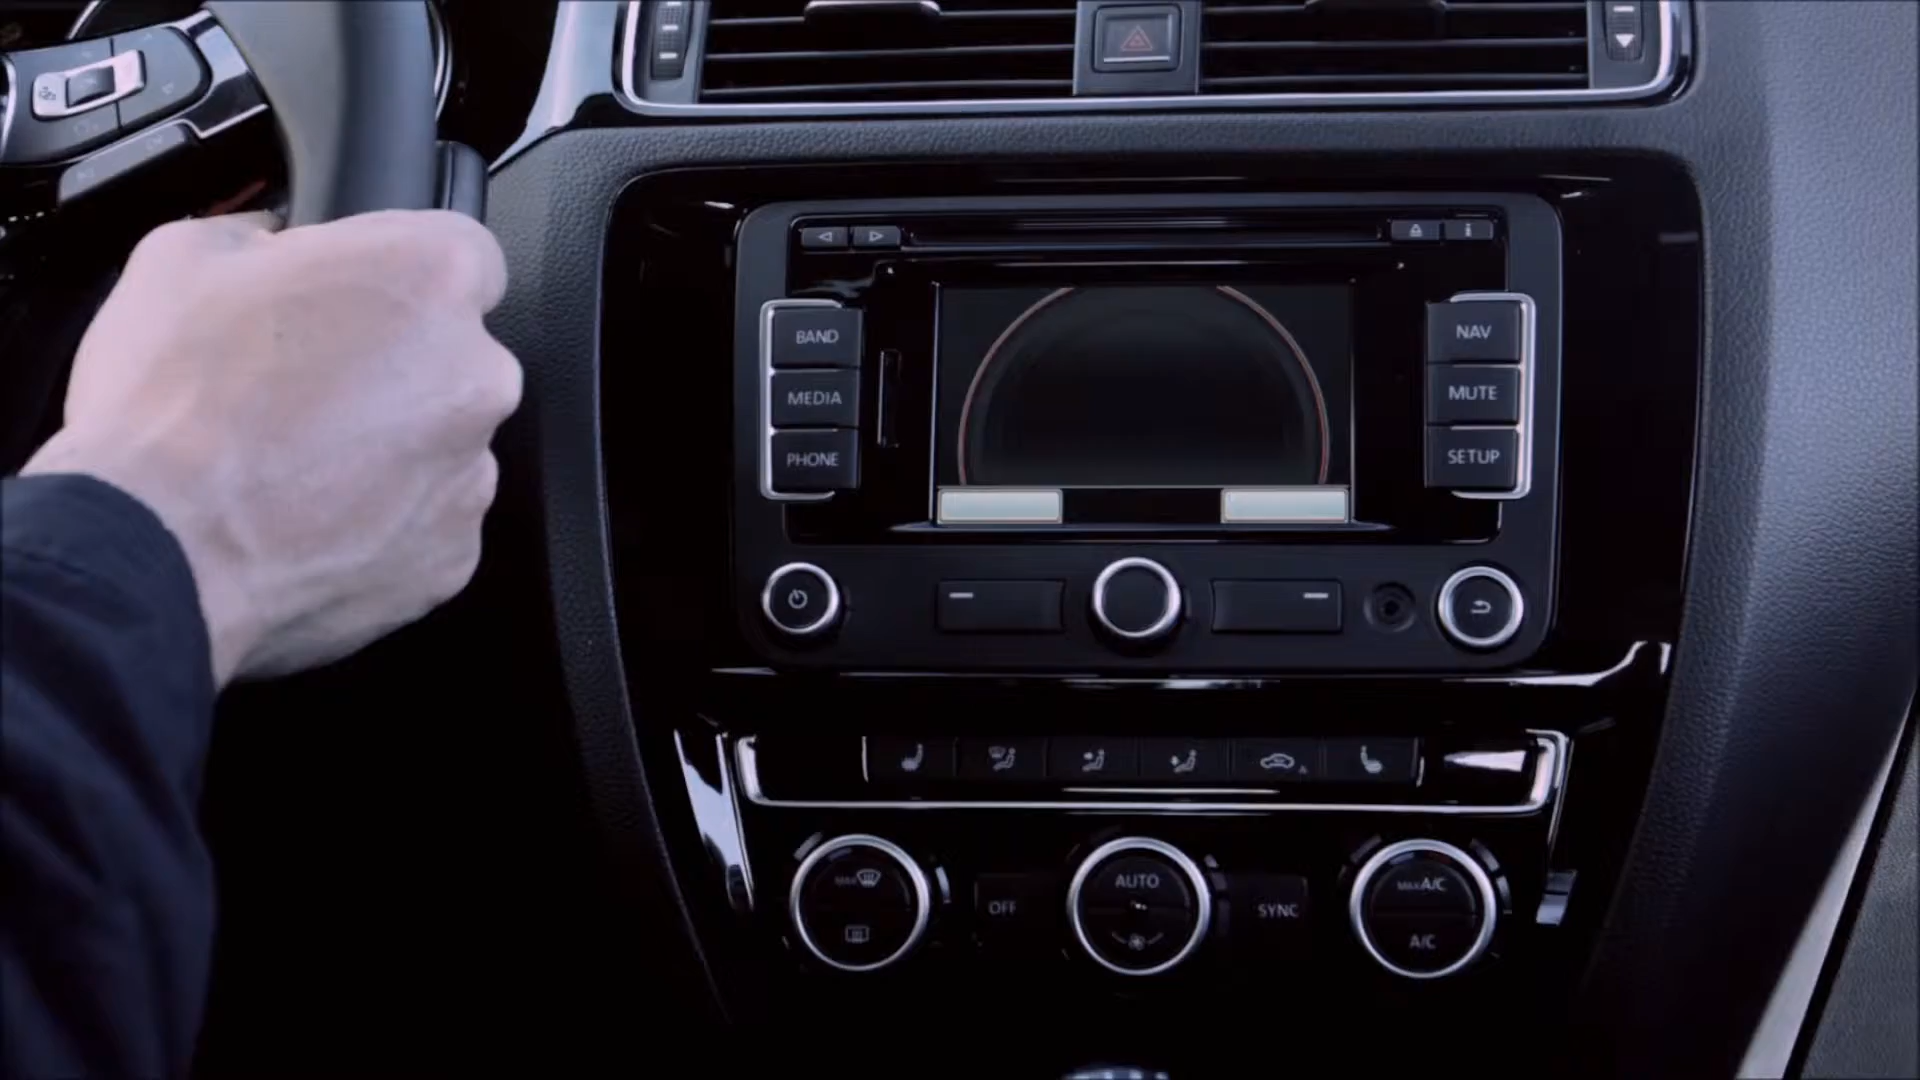 BAND
MEDIA
PHONE
NAV
MUTE
SETUP
MAX
OFF
AUTO
SYNC
MAX A/C
A/C